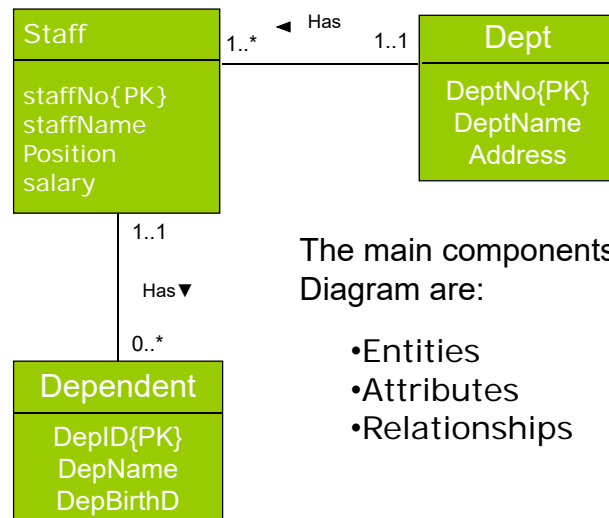 Staff
staffNo{PK}
staffName
Position
salary
1..*
◄ Has
1..1
Dept
DeptNo{PK}
DeptName
Address
1..1
Has▼
0..*
Dependent
DepID{PK}
DepName
DepBirthD
The main components
Diagram are:
•Entities
•Attributes
•Relationships